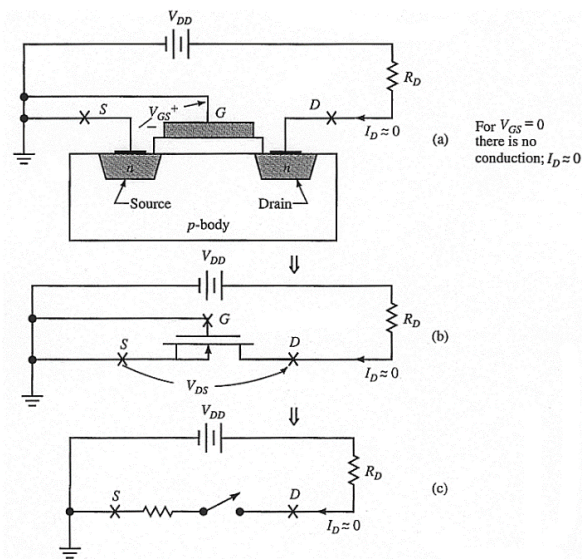 V_DD
R_D
V_GS +
−
S
G
D
I_D ≈ 0
(a)
For V_GS = 0
there is no
conduction; I_D ≈ 0
n
n
Source
Drain
p-body
V_DD
R_D
G
(b)
S
D
V_DS
I_D ≈ 0
V_DD
R_D
(c)
S
D
I_D ≈ 0